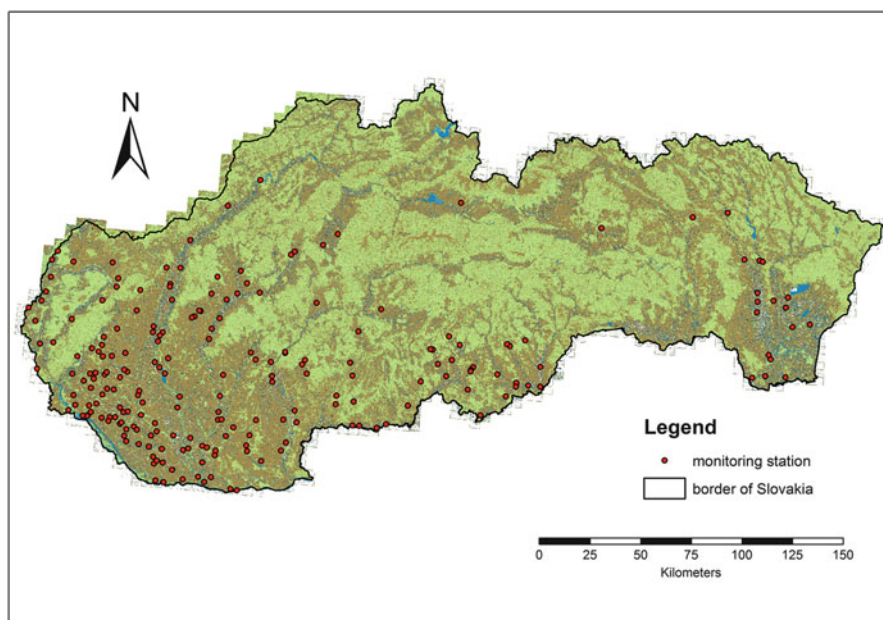 N
Legend
monitoring station
border of Slovakia
0 25 50 75 100 125 150
Kilometers